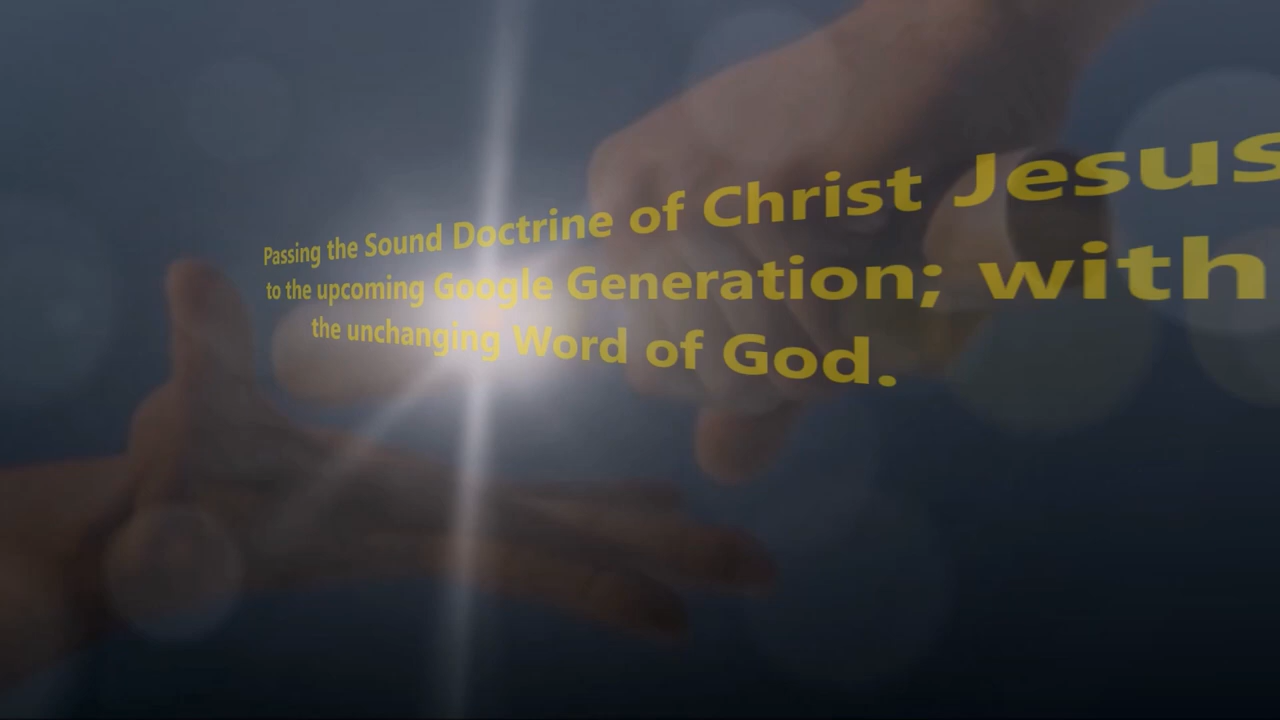 Passing the Sound Doctrine of Christ Jesus
to the upcoming Google Generation; with
the unchanging Word of God.